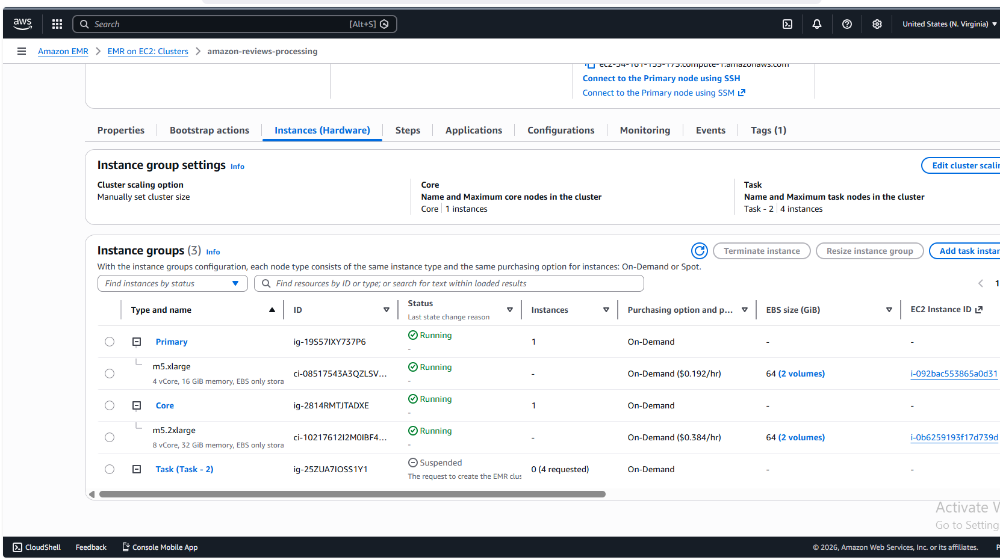 aws
Search [Alt+S]
United States (N. Virginia)
Amazon EMR > EMR on EC2: Clusters > amazon-reviews-processing
ec2-54-161-153-173.compute-1.amazonaws.com
Connect to the Primary node using SSH
Connect to the Primary node using SSM
Properties Bootstrap actions Instances (Hardware) Steps Applications Configurations Monitoring Events Tags (1)
Instance group settings Info
Edit cluster scalin
Cluster scaling option
Manually set cluster size
Core
Name and Maximum core nodes in the cluster
Core 1 instances
Task
Name and Maximum task nodes in the cluster
Task - 2 4 instances
Instance groups (3) Info
Terminate instance Resize instance group Add task instan
With the instance groups configuration, each node type consists of the same instance type and the same purchasing option for instances: On-Demand or Spot.
Find instances by status Find resources by ID or type; or search for text within loaded results 1
Type and name ID Status Last state change reason Instances Purchasing option and p... EBS size (GiB) EC2 Instance ID
Primary ig-19S57IXY737P6 Running - 1 On-Demand - -
m5.xlarge ci-08517543A3QZLSV... Running - - On-Demand ($0.192/hr) 64 (2 volumes) i-092bac553865a0d31
4 vCore, 16 GiB memory, EBS only stora
Core ig-2814RMTJTADXE Running - 1 On-Demand - -
m5.2xlarge ci-10217612I2M0IBF4... Running - - On-Demand ($0.384/hr) 64 (2 volumes) i-0b6259193f17d739d
8 vCore, 32 GiB memory, EBS only stora
Task (Task - 2) ig-25ZUA7IOSS1Y1 Suspended 0 (4 requested) On-Demand - -
The request to create the EMR clus
Activate W
Go to Setting
CloudShell Feedback Console Mobile App © 2026, Amazon Web Services, Inc. or its affiliates. P